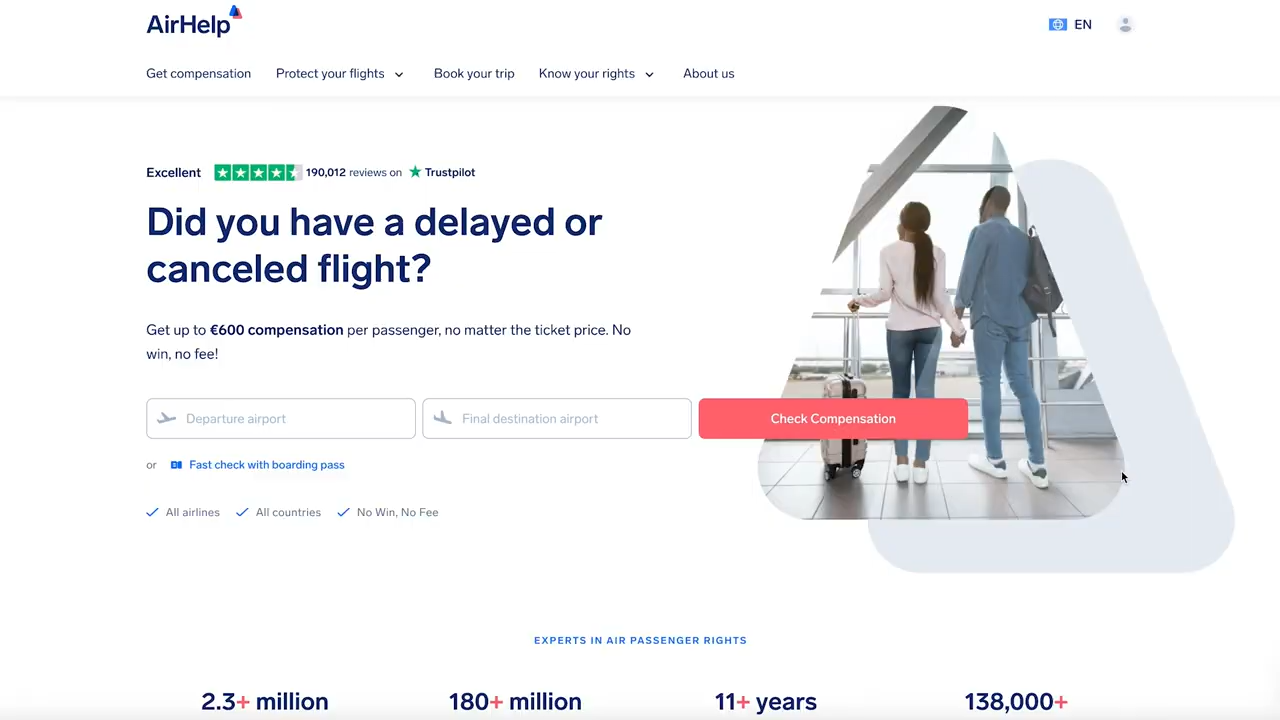 AirHelp
EN
Get compensation
Protect your flights
Book your trip
Know your rights
About us
Excellent 190,012 reviews on Trustpilot
Did you have a delayed or
canceled flight?
Get up to €600 compensation per passenger, no matter the ticket price. No
win, no fee!
Departure airport
Final destination airport
Check Compensation
or Fast check with boarding pass
All airlines
All countries
No Win, No Fee
EXPERTS IN AIR PASSENGER RIGHTS
2.3+ million
180+ million
11+ years
138,000+